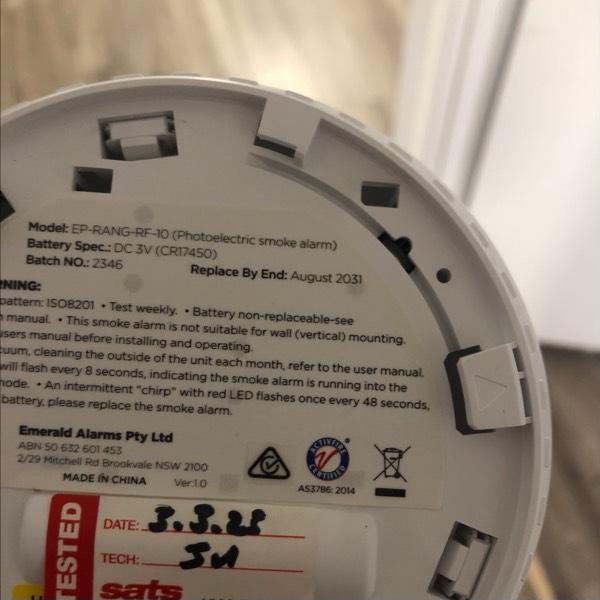 Model: EP-RANG-RF-10 (Photoelectric smoke alarm)
Battery Spec.: DC 3V (CR17450)
Batch NO.: 2346 Replace By End: August 2031
NING:
pattern: ISO8201 • Test weekly. • Battery non-replaceable-see
manual. • This smoke alarm is not suitable for wall (vertical) mounting.
users manual before installing and operating.
cuum, cleaning the outside of the unit each month, refer to the user manual.
will flash every 8 seconds, indicating the smoke alarm is running into the
mode. • An intermittent "chirp" with red LED flashes once every 48 seconds,
battery, please replace the smoke alarm.
Emerald Alarms Pty Ltd
ABN 50 632 601 453
2/29 Mitchell Rd Brookvale NSW 2100
MADE IN CHINA Ver:1.0
ACTIVFIRE
CERTIFIED
AS3786: 2014
TESTED
DATE: 3.3.23
TECH:
sats